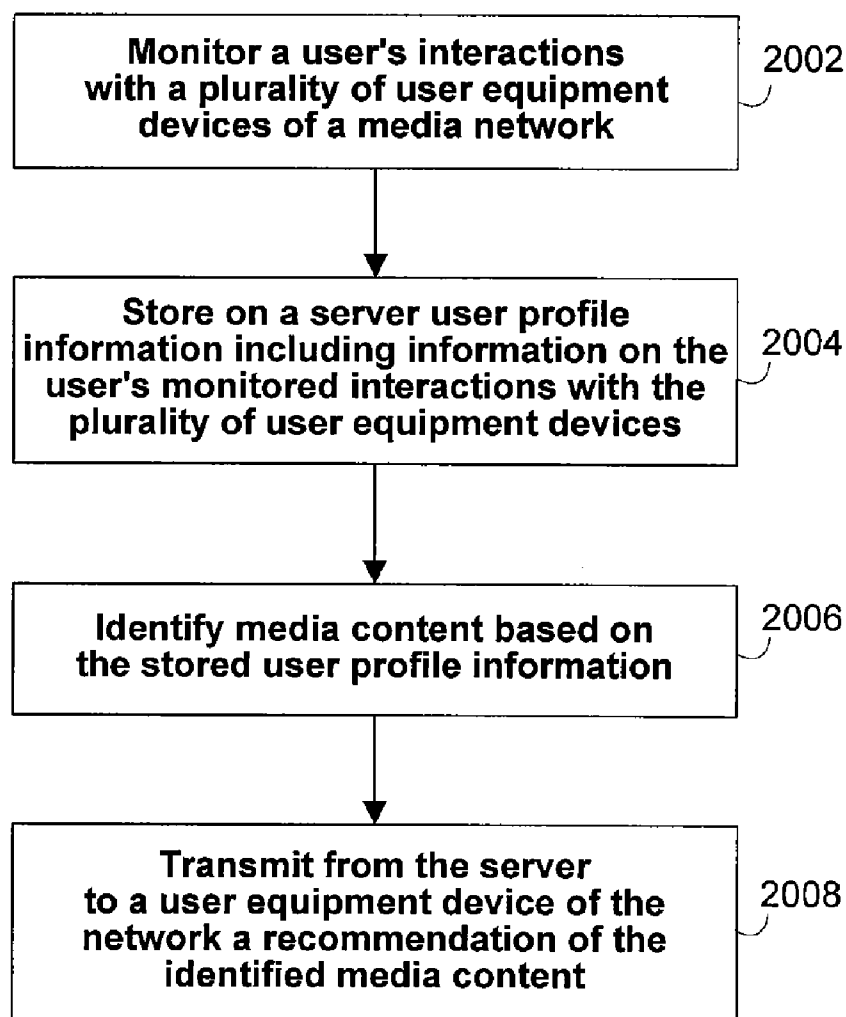 Monitor a user's interactions
with a plurality of user equipment
devices of a media network
2002
Store on a server user profile
information including information on the
user's monitored interactions with the
plurality of user equipment devices
2004
Identify media content based on
the stored user profile information
2006
Transmit from the server
to a user equipment device of the
network a recommendation of the
identified media content
2008